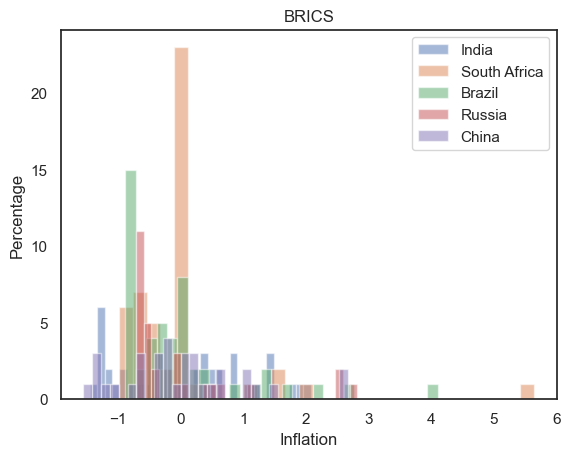 BRICS
India
South Africa
Brazil
Russia
China
Percentage
20
15
10
5
0
−1 0 1 2 3 4 5 6
Inflation